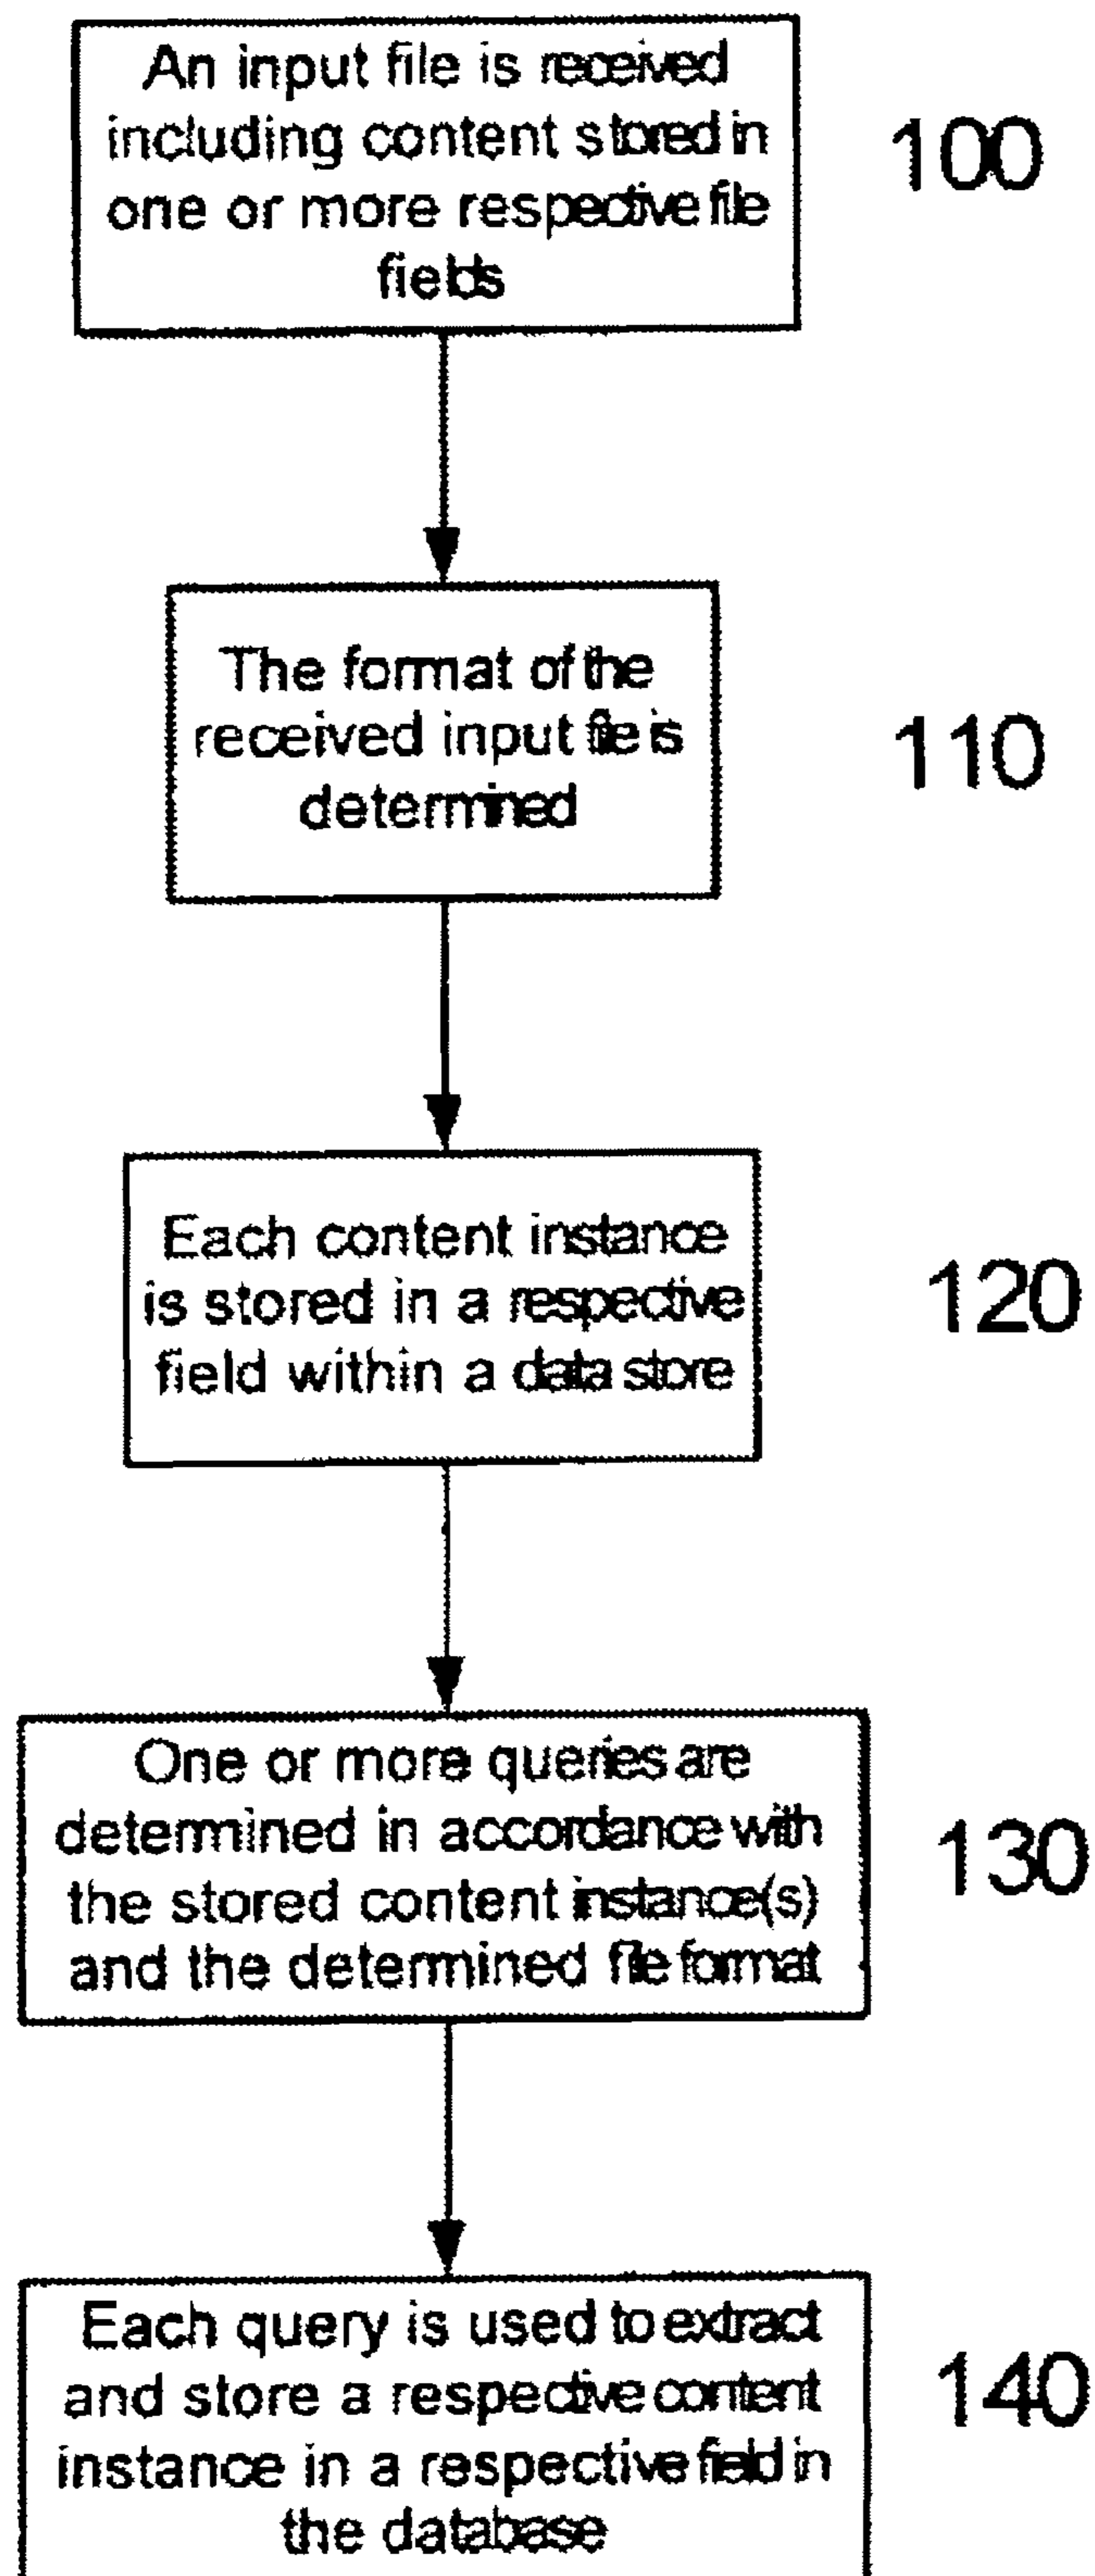 An input file is received
including content stored in
one or more respective file
fields
100
The format of the
received input file is
determined
110
Each content instance
is stored in a respective
field within a data store
120
One or more queries are
determined in accordance with
the stored content instance(s)
and the determined file format
130
Each query is used to extract
and store a respective content
instance in a respective field in
the database
140